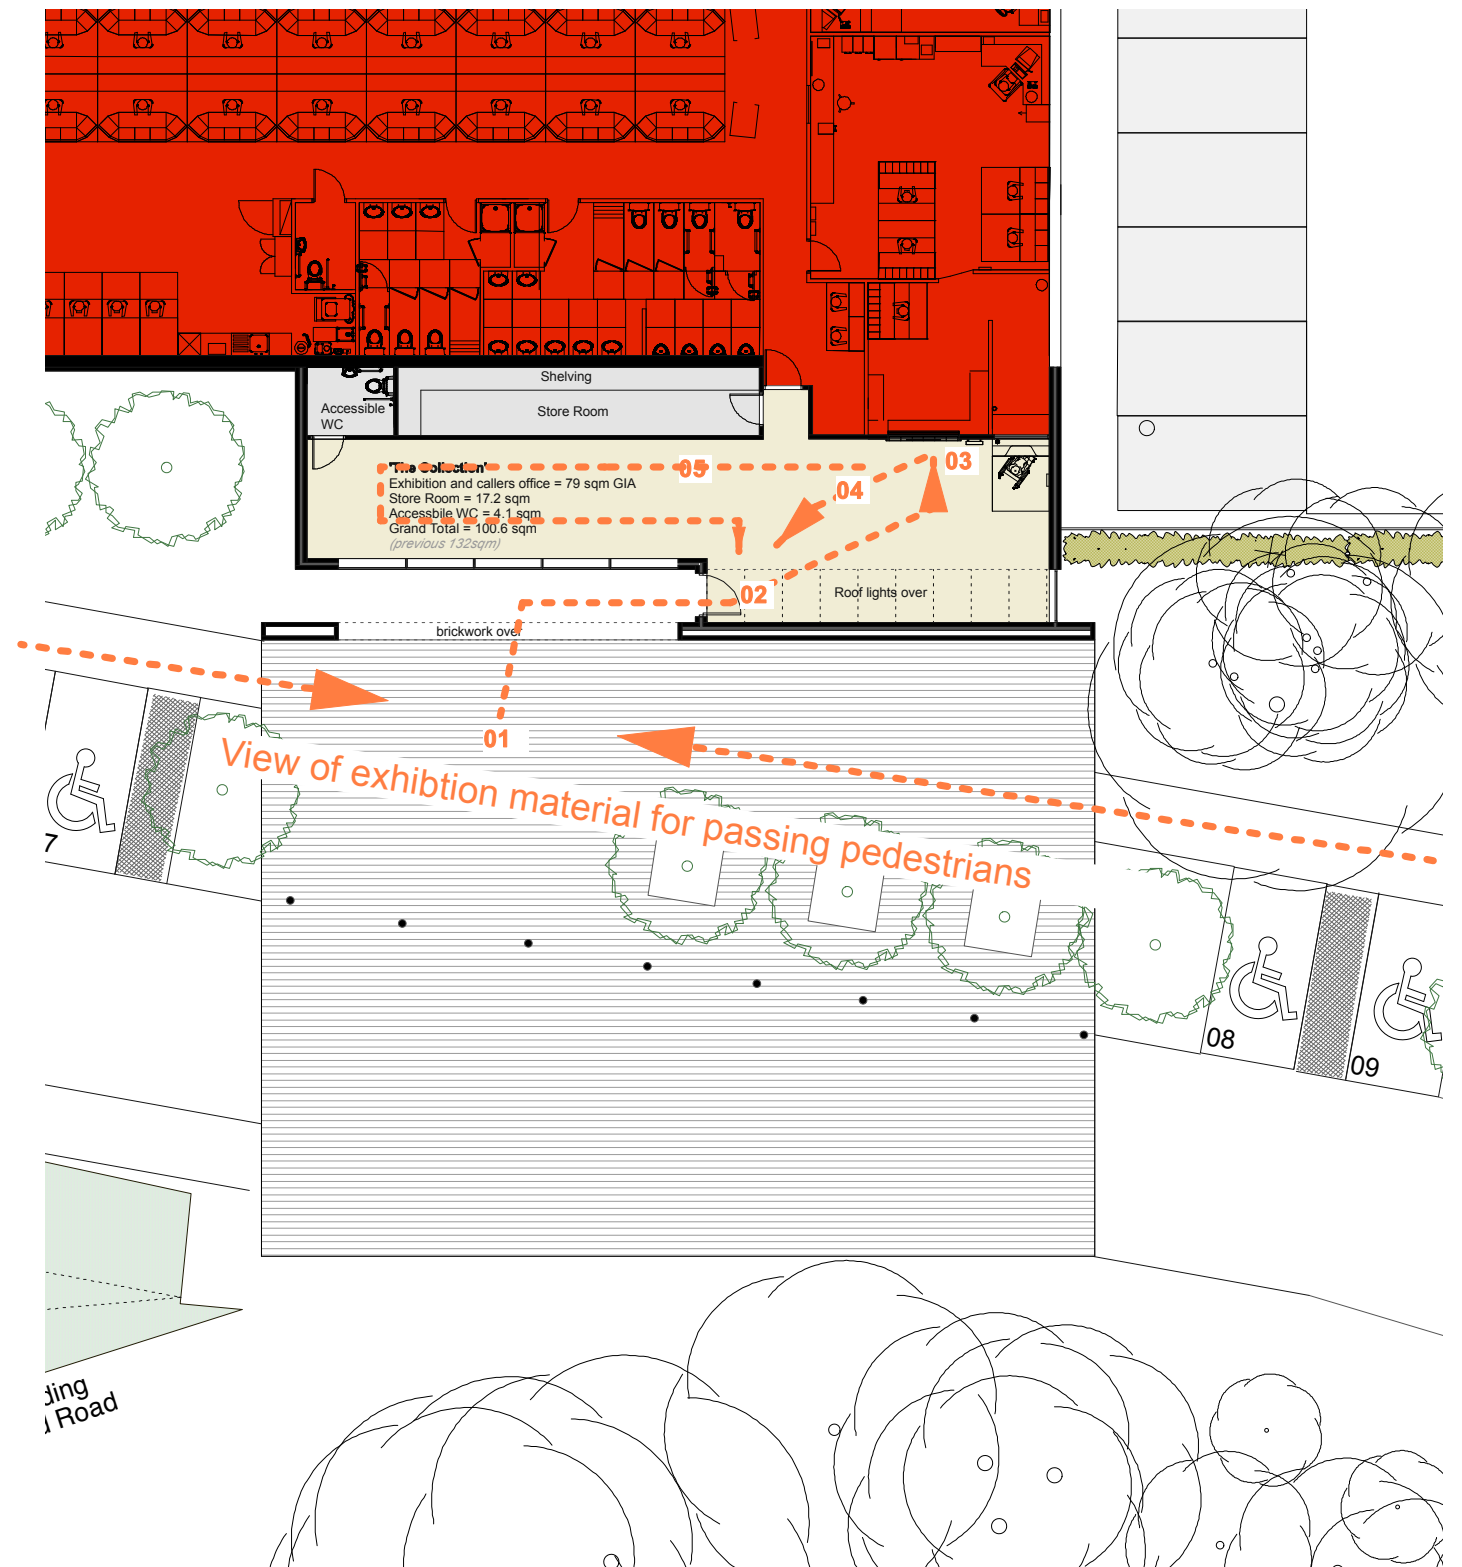 Shelving
Store Room
Accessible
WC
'The Collection'
Exhibition and callers office = 79 sqm GIA
Store Room = 17.2 sqm
Accessbile WC = 4.1 sqm
Grand Total = 100.6 sqm
(previous 132sqm)
05
03
04
02
Roof lights over
brickwork over
01
View of exhibtion material for passing pedestrians
7
08
09
Road